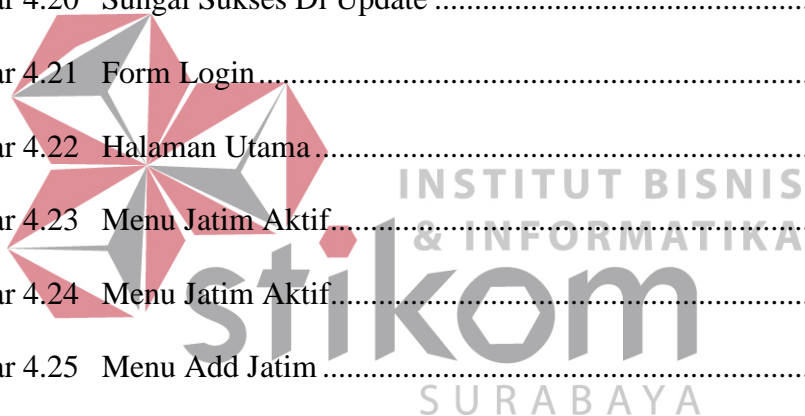 ar 4.20 Sungai Sukses Di Update ........................................................
ar 4.21 Form Login ........................................................
ar 4.22 Halaman Utama ........................................................
INSTITUT BISNIS
ar 4.23 Menu Jatim Aktif ........................................................
& INFORMATIKA
stikom
ar 4.24 Menu Jatim Aktif ........................................................
ar 4.25 Menu Add Jatim ........................................................
SURABAYA